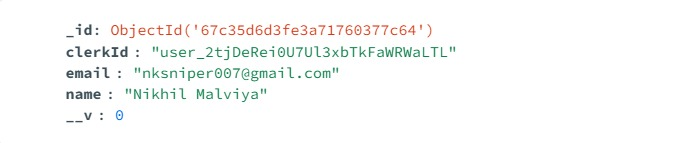 _id: ObjectId('67c35d6d3fe3a71760377c64')
clerkId : "user_2tjDeRei0U7Ul3xbTkFaWRWaLTL"
email : "nksniper007@gmail.com"
name : "Nikhil Malviya"
__v : 0